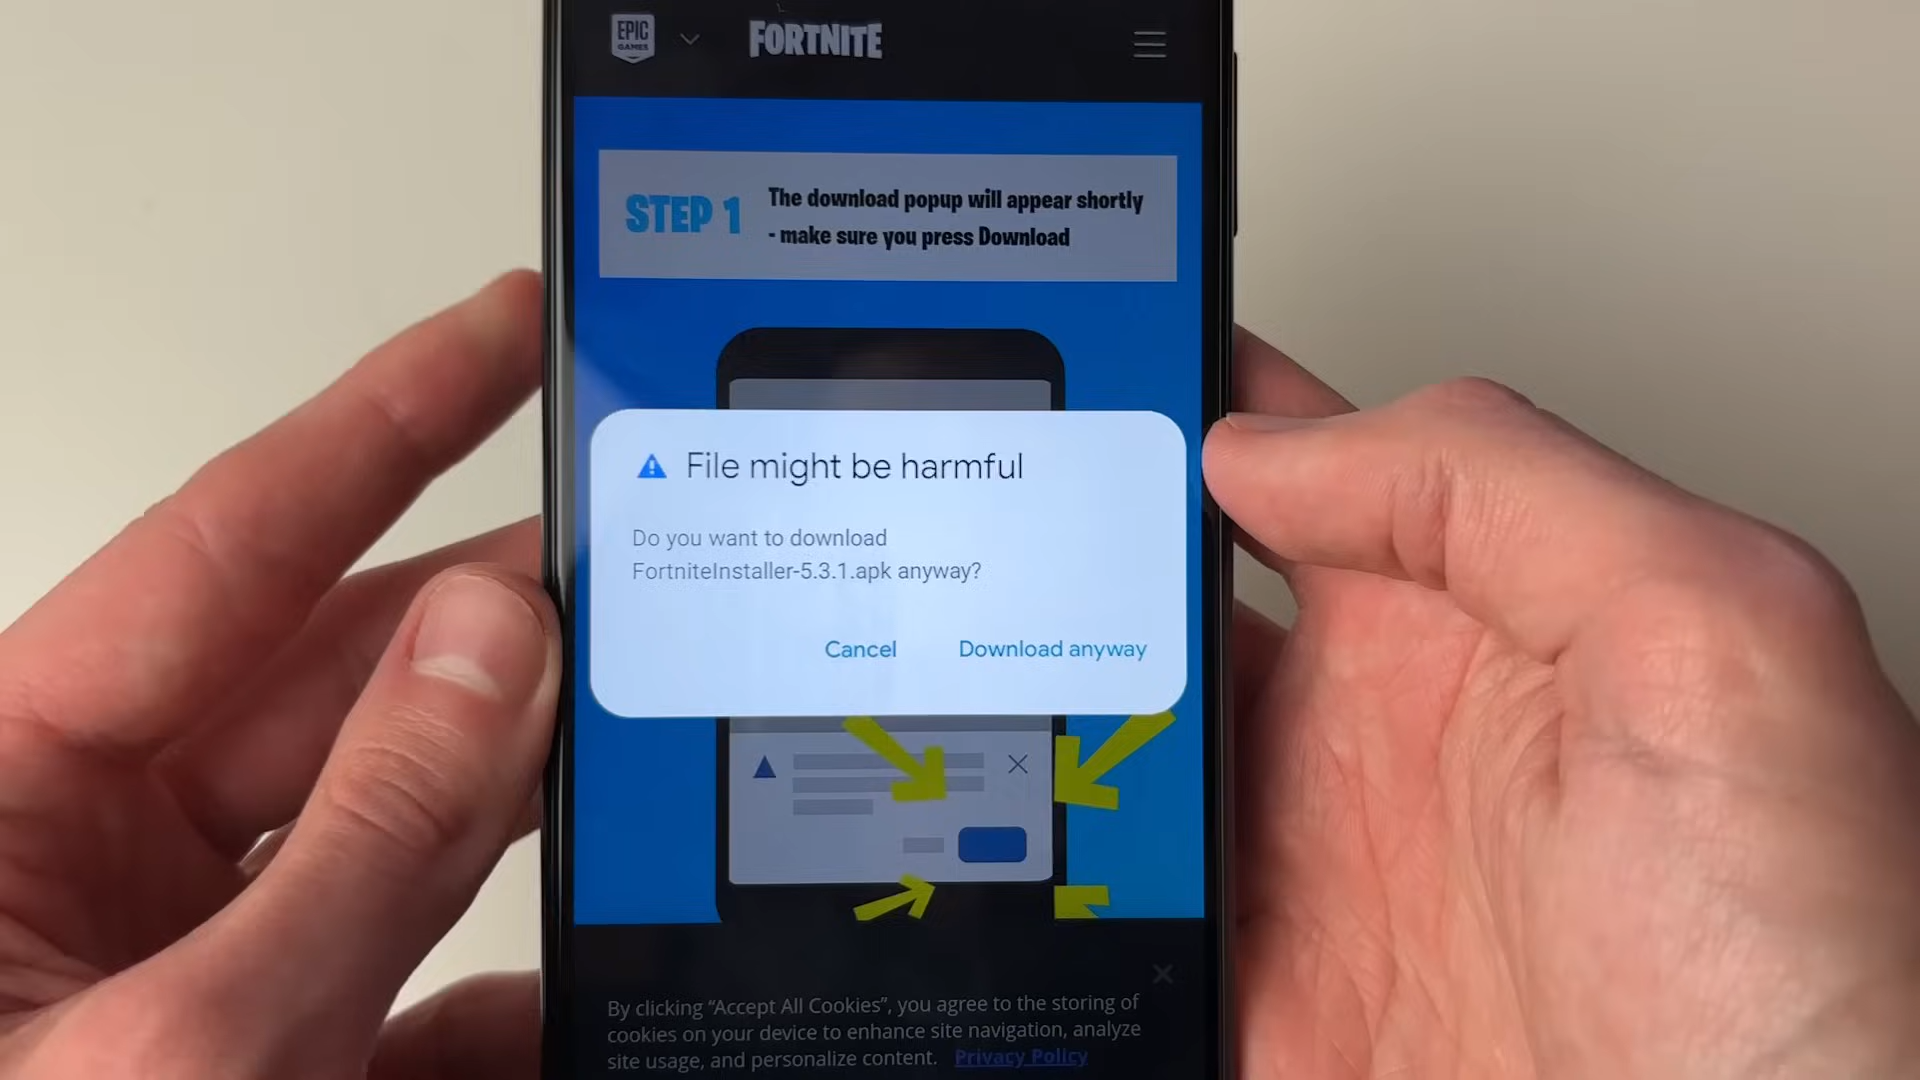 EPIC
GAMES
FORTNITE
STEP 1
The download popup will appear shortly
- make sure you press Download
File might be harmful
Do you want to download
FortniteInstaller-5.3.1.apk anyway?
Cancel
Download anyway
By clicking “Accept All Cookies”, you agree to the storing of
cookies on your device to enhance site navigation, analyze
site usage, and personalize content. Privacy Policy